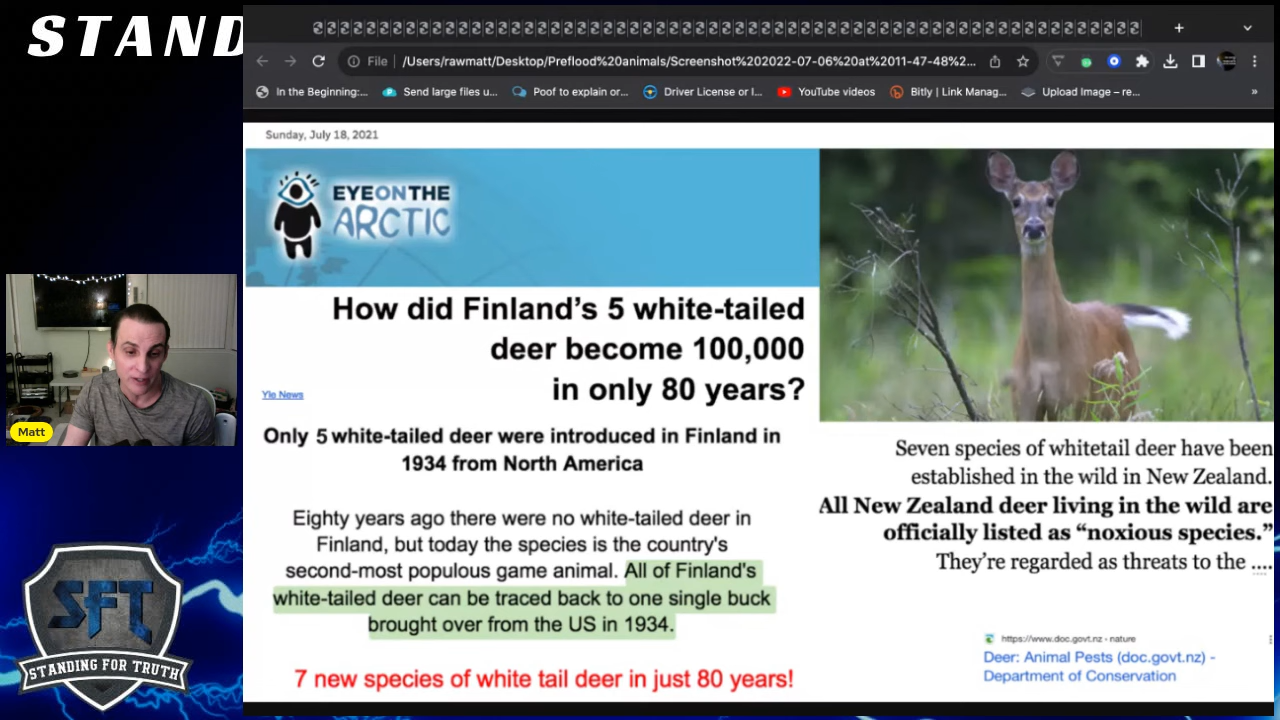 STAND
File
/Users/rawmatt/Desktop/Preflood%20animals/Screenshot%202022-07-06%20at%2011-47-48%2...
In the Beginning:...
Send large files u...
Poof to explain or...
Driver License or I...
YouTube videos
Bitly | Link Manag...
Upload Image – re...
»
Sunday, July 18, 2021
EYE ON THE
ARCTIC
How did Finland's 5 white-tailed
deer become 100,000
in only 80 years?
Yle News
Only 5 white-tailed deer were introduced in Finland in
1934 from North America
Eighty years ago there were no white-tailed deer in
Finland, but today the species is the country's
second-most populous game animal. All of Finland's
white-tailed deer can be traced back to one single buck
brought over from the US in 1934.
7 new species of white tail deer in just 80 years!
Seven species of whitetail deer have been
established in the wild in New Zealand.
All New Zealand deer living in the wild are
officially listed as “noxious species.”
They’re regarded as threats to the ....
https://www.doc.govt.nz › nature
Deer: Animal Pests (doc.govt.nz) -
Department of Conservation
Matt
SFT
STANDING FOR TRUTH